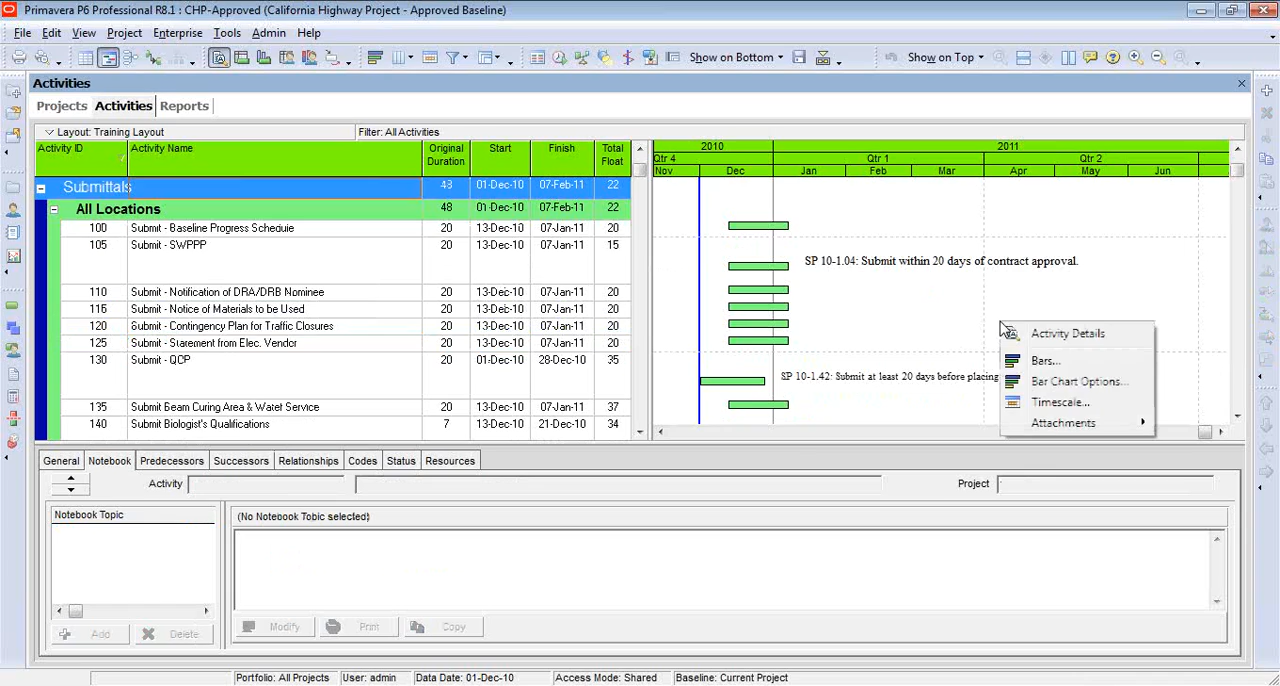 Primavera P6 Professional R8.1 : CHP-Approved (California Highway Project - Approved Baseline)
File Edit View Project Enterprise Tools Admin Help
Show on Bottom Show on Top
Activities
Projects Activities Reports
Layout: Training Layout Filter: All Activities
Activity ID Activity Name Original Duration Start Finish Total Float
2010 2011
Qtr 4 Qtr 1 Qtr 2
Nov Dec Jan Feb Mar Apr May Jun
Submittals 48 01-Dec-10 07-Feb-11 22
All Locations 48 01-Dec-10 07-Feb-11 22
100 Submit - Baseline Progress Schedule 20 13-Dec-10 07-Jan-11 20
105 Submit - SWPPP 20 13-Dec-10 07-Jan-11 15
SP 10-1.04: Submit within 20 days of contract approval.
110 Submit - Notification of DRA/DRB Nominee 20 13-Dec-10 07-Jan-11 20
115 Submit - Notice of Materials to be Used 20 13-Dec-10 07-Jan-11 20
120 Submit - Contingency Plan for Traffic Closures 20 13-Dec-10 07-Jan-11 20
125 Submit - Statement from Elec. Vendor 20 13-Dec-10 07-Jan-11 20
130 Submit - QCP 20 01-Dec-10 28-Dec-10 35
SP 10-1.42: Submit at least 20 days before placing
135 Submit Beam Curing Area & Water Service 20 13-Dec-10 07-Jan-11 37
140 Submit Biologist's Qualifications 7 13-Dec-10 21-Dec-10 34
Activity Details
Bars...
Bar Chart Options...
Timescale...
Attachments
General Notebook Predecessors Successors Relationships Codes Status Resources
Activity Project
Notebook Topic (No Notebook Topic selected)
Add Delete Modify Print Copy
Portfolio: All Projects User: admin Data Date: 01-Dec-10 Access Mode: Shared Baseline: Current Project